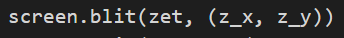 screen.blit(zet, (z_x, z_y))